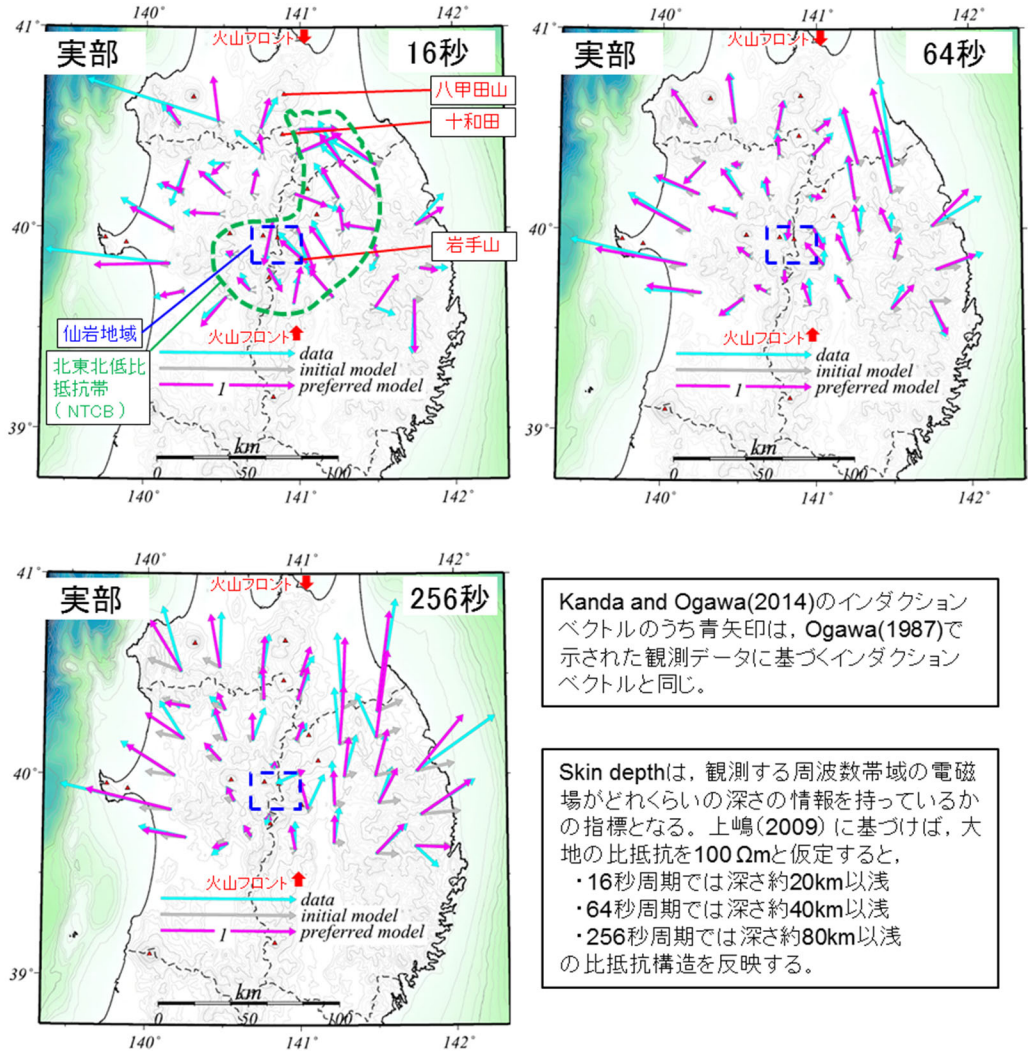 140° 141° 142°
実部
火山フロント
16秒
八甲田山
十和田
40°
岩手山
仙岩地域
北東北低比
抵抗帯
(NTCB)
火山フロント
data
initial model
1 preferred model
39°
km
0 50 100
140° 141° 142°
140° 141° 142°
実部
火山フロント
64秒
40°
火山フロント
data
initial model
1 preferred model
39°
km
0 50 100
140° 141° 142°
140° 141° 142°
41°
実部
火山フロント
256秒
40°
火山フロント
data
initial model
1 preferred model
39°
km
0 50 100
140° 141° 142°
Kanda and Ogawa(2014)のインダクション
ベクトルのうち青矢印は,Ogawa(1987)で
示された観測データに基づくインダクション
ベクトルと同じ。
Skin depthは,観測する周波数帯域の電磁
場がどれくらいの深さの情報を持っているか
の指標となる。上嶋(2009)に基づけば,大
地の比抵抗を100Ωmと仮定すると,
・16秒周期では深さ約20km以浅
・64秒周期では深さ約40km以浅
・256秒周期では深さ約80km以浅
の比抵抗構造を反映する。